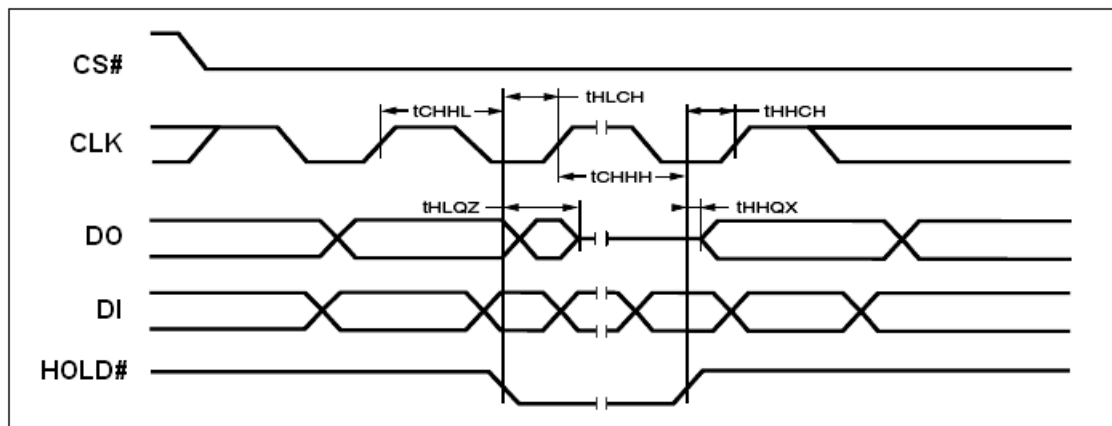 CS#
tHLCH
tHHCH
tCHHL
CLK
tCHHH
tHLQZ
tHHQX
DO
DI
HOLD#